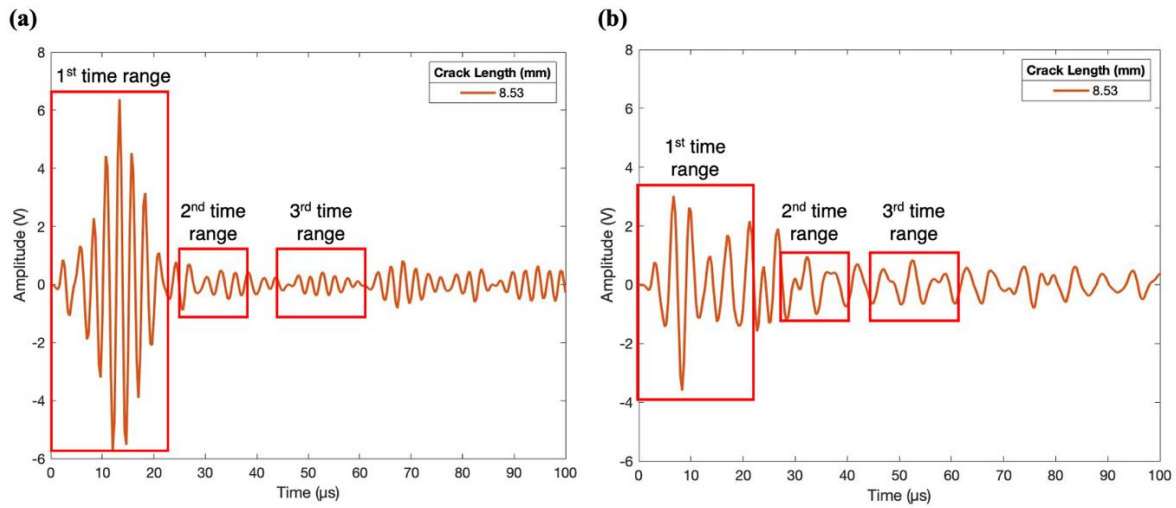 (a)
8
6
4
2
0
-2
-4
-6
Amplitude (V)
1st time range
2nd time
range
3rd time
range
Crack Length (mm)
8.53
0 10 20 30 40 50 60 70 80 90 100
Time (µs)
(b)
8
6
4
2
0
-2
-4
-6
Amplitude (V)
1st time
range
2nd time
range
3rd time
range
Crack Length (mm)
8.53
0 10 20 30 40 50 60 70 80 90 100
Time (µs)